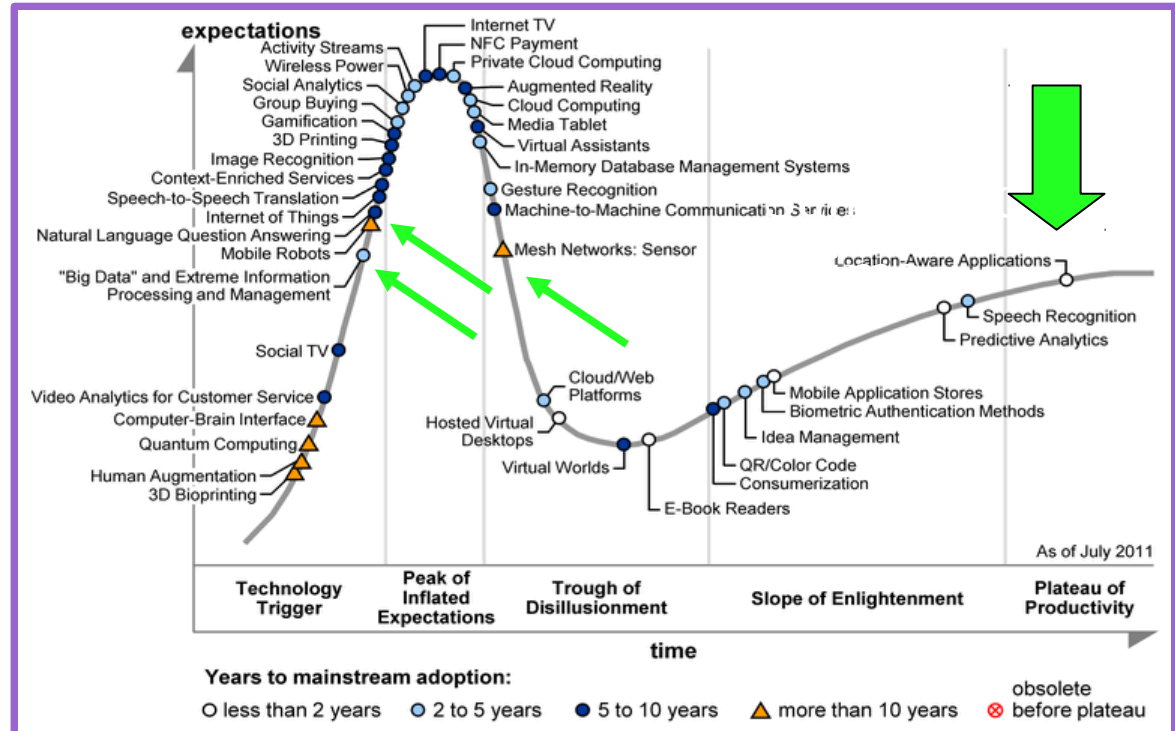 expectations
Activity Streams
Wireless Power
Social Analytics
Group Buying
Gamification
3D Printing
Image Recognition
Context-Enriched Services
Speech-to-Speech Translation
Internet of Things
Natural Language Question Answering
Mobile Robots
"Big Data" and Extreme Information
Processing and Management
Social TV
Video Analytics for Customer Service
Computer-Brain Interface
Quantum Computing
Human Augmentation
3D Bioprinting
Internet TV
NFC Payment
Private Cloud Computing
Augmented Reality
Cloud Computing
Media Tablet
Virtual Assistants
In-Memory Database Management Systems
Gesture Recognition
Machine-to-Machine Communication Services
Mesh Networks: Sensor
Cloud/Web
Platforms
Hosted Virtual
Desktops
Virtual Worlds
E-Book Readers
Consumerization
QR/Color Code
Idea Management
Biometric Authentication Methods
Mobile Application Stores
Predictive Analytics
Speech Recognition
Location-Aware Applications
As of July 2011
Technology
Trigger
Peak of
Inflated
Expectations
Trough of
Disillusionment
Slope of Enlightenment
Plateau of
Productivity
time
Years to mainstream adoption:
less than 2 years
2 to 5 years
5 to 10 years
more than 10 years
obsolete
before plateau